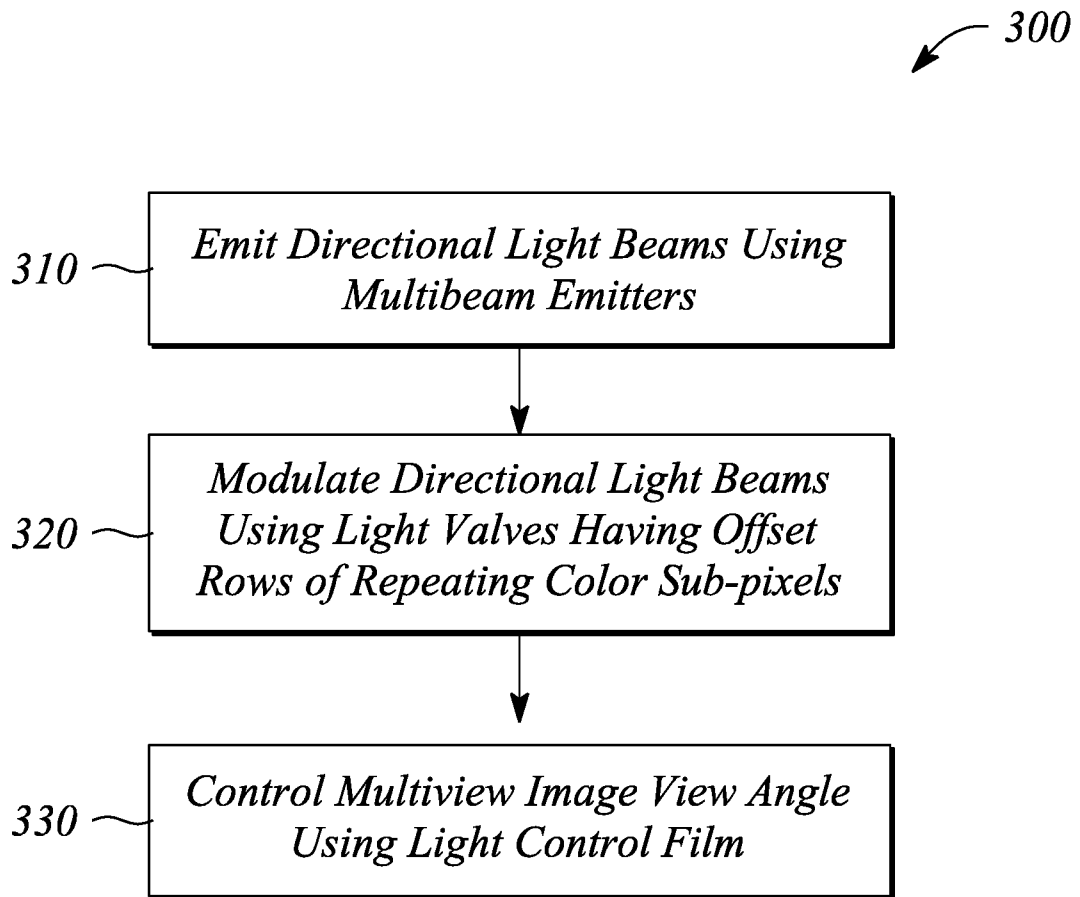 300
310
Emit Directional Light Beams Using
Multibeam Emitters
320
Modulate Directional Light Beams
Using Light Valves Having Offset
Rows of Repeating Color Sub-pixels
330
Control Multiview Image View Angle
Using Light Control Film